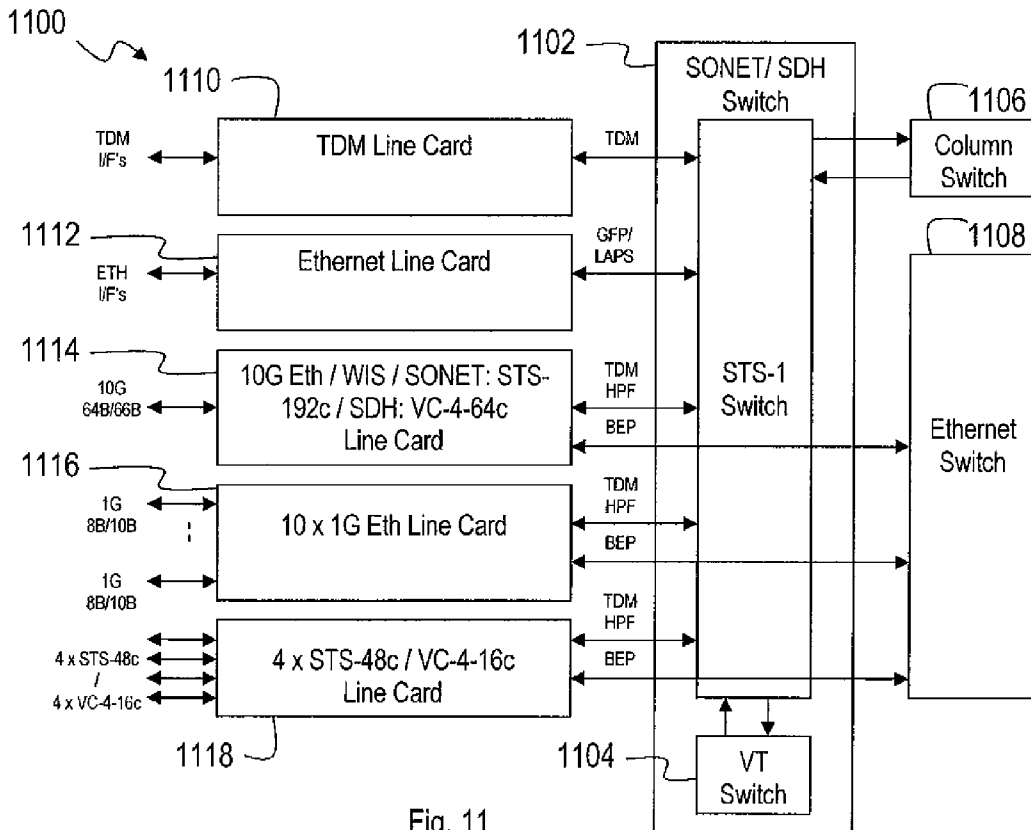 1100
1102
SONET/ SDH
Switch
1106
Column
Switch
1110
TDM
I/F's
TDM Line Card
TDM
1112
ETH
I/F's
Ethernet Line Card
GFP/
LAPS
1108
Ethernet
Switch
STS-1
Switch
1114
10G
64B/66B
10G Eth / WIS / SONET: STS-
192c / SDH: VC-4-64c
Line Card
TDM
HPF
BEP
1116
1G
8B/10B
1G
8B/10B
10 x 1G Eth Line Card
TDM
HPF
BEP
4 x STS-48c
/
4 x VC-4-16c
4 x STS-48c / VC-4-16c
Line Card
TDM
HPF
BEP
1118
1104
VT
Switch
Fig. 11